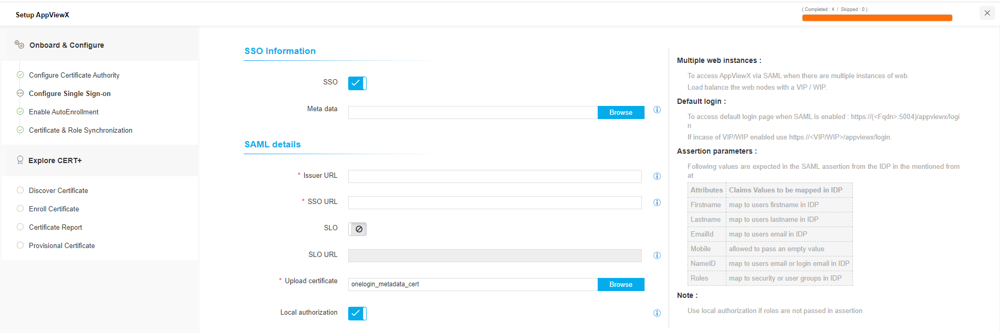 Setup AppViewX
( Completed : 4 / Skipped : 0 )
Onboard & Configure
Configure Certificate Authority
Configure Single Sign-on
Enable AutoEnrollment
Certificate & Role Synchronization
Explore CERT+
Discover Certificate
Enroll Certificate
Certificate Report
Provisional Certificate
SSO Information
SSO
Meta data
Browse
SAML details
* Issuer URL
* SSO URL
SLO
SLO URL
* Upload certificate
onelogin_metadata_cert
Browse
Local authorization
Multiple web instances :
To access AppViewX via SAML when there are multiple instances of web.
Load balance the web nodes with a VIP / WIP.
Default login :
To access default login page when SAML is enabled : https://(<Fqdn>:5004)/appviewx/logi
n
If incase of VIP/WIP enabled use https://<VIP/WIP>/appviewx/login.
Assertion parameters :
Following values are expected in the SAML assertion from the IDP in the mentioned from
at
Attributes Claims Values to be mapped in IDP
Firstname map to users firstname in IDP
Lastname map to users lastname in IDP
EmailId map to users email in IDP
Mobile allowed to pass an empty value
NameID map to users email or login email in IDP
Roles map to security or user groups in IDP
Note :
Use local authorization if roles are not passed in assertion